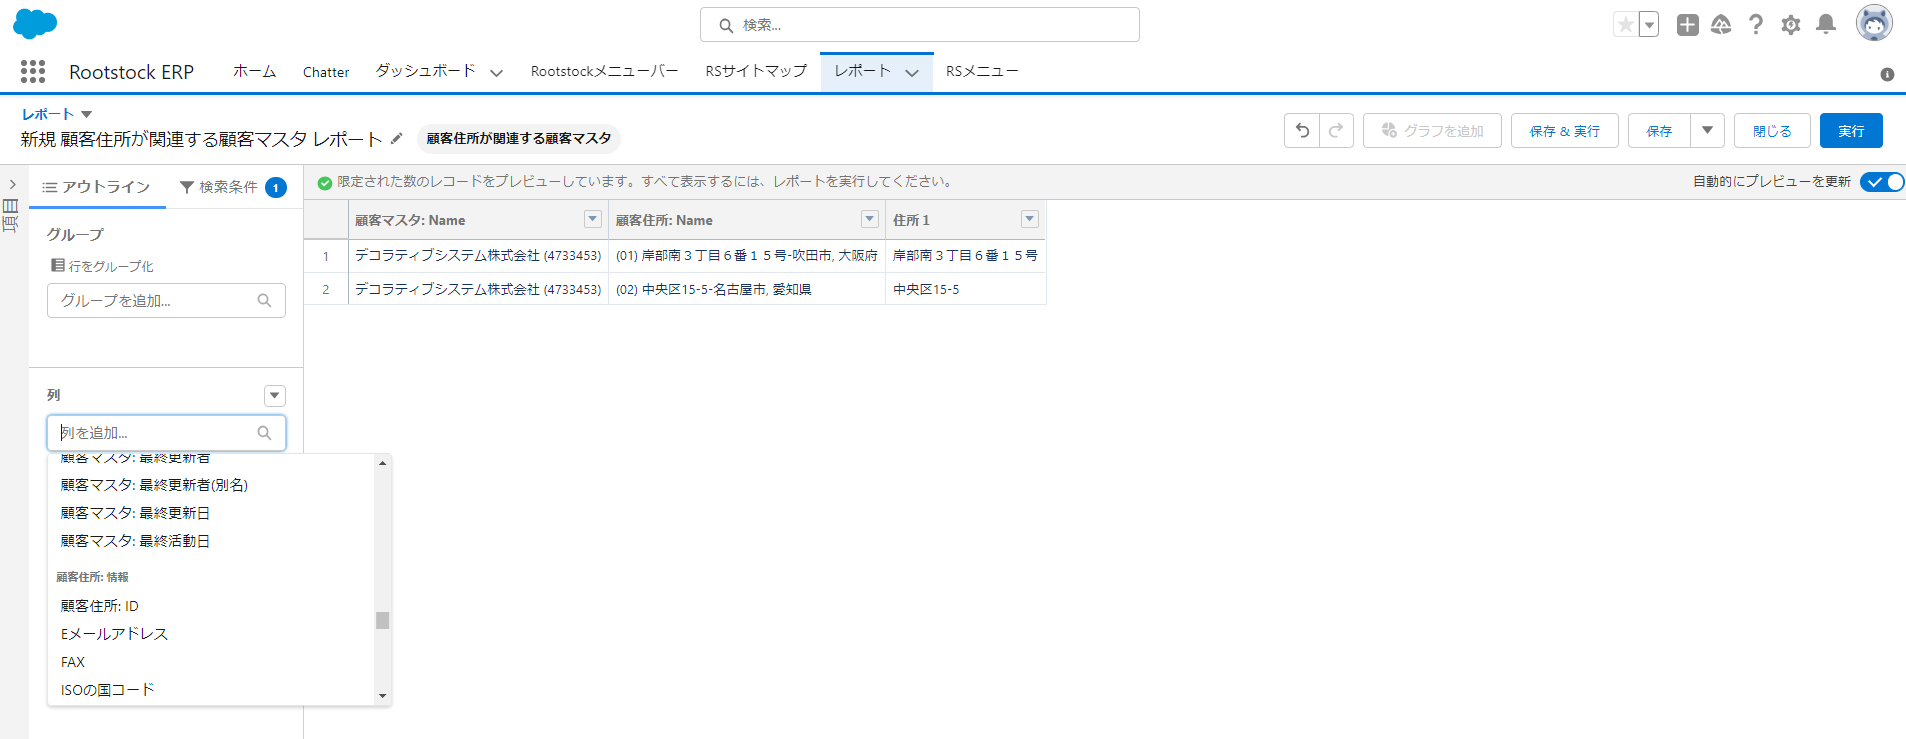 検索...
Rootstock ERP
ホーム
Chatter
ダッシュボード
Rootstockメニューバー
RSサイトマップ
レポート
RSメニュー
レポート
新規 顧客住所が関連する顧客マスタ レポート
顧客住所が関連する顧客マスタ
グラフを追加
保存 & 実行
保存
閉じる
実行
項目
アウトライン
検索条件 1
限定された数のレコードをプレビューしています。すべて表示するには、レポートを実行してください。
自動的にプレビューを更新
グループ
行をグループ化
グループを追加...
列
列を追加...
顧客マスタ: 最終更新者
顧客マスタ: 最終更新者(別名)
顧客マスタ: 最終更新日
顧客マスタ: 最終活動日
顧客住所: 情報
顧客住所: ID
Eメールアドレス
FAX
ISOの国コード
顧客マスタ: Name 顧客住所: Name 住所 1
1 デコラティブシステム株式会社 (4733453) (01) 岸部南３丁目６番１５号-吹田市, 大阪府 岸部南３丁目６番１５号
2 デコラティブシステム株式会社 (4733453) (02) 中央区15-5-名古屋市, 愛知県 中央区15-5